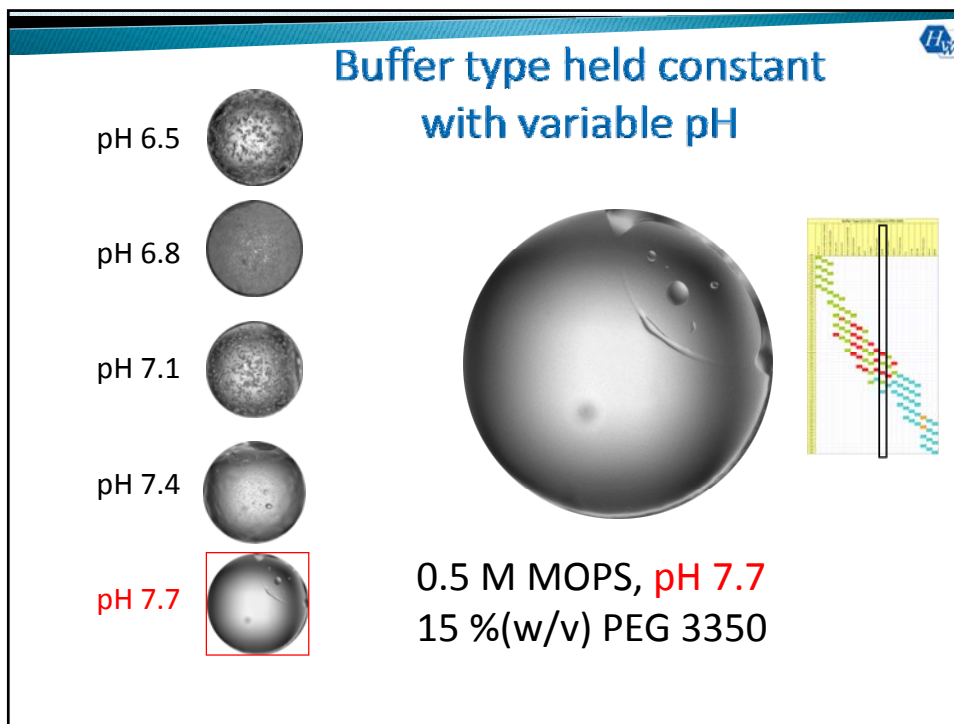 Buffer type held constant
with variable pH
pH 6.5
pH 6.8
pH 7.1
pH 7.4
pH 7.7
0.5 M MOPS, pH 7.7
15 %(w/v) PEG 3350